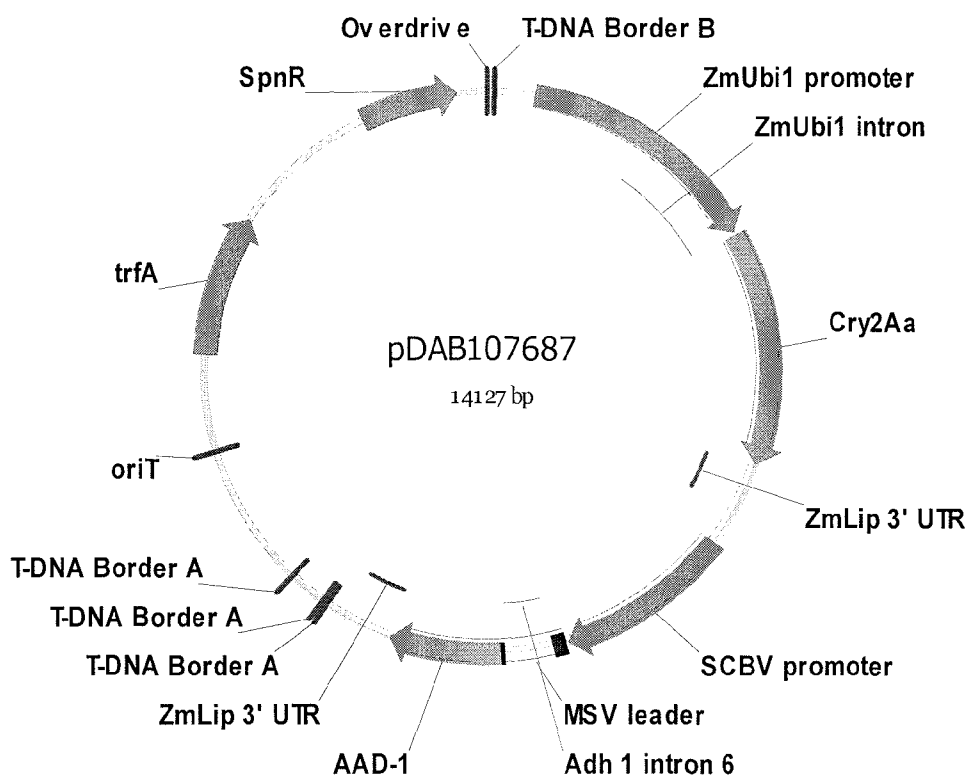 Overdrive
T-DNA Border B
SpnR
ZmUbi1 promoter
ZmUbi1 intron
trfA
Cry2Aa
pDAB107687
14127 bp
oriT
ZmLip 3' UTR
T-DNA Border A
T-DNA Border A
T-DNA Border A
SCBV promoter
ZmLip 3' UTR
MSV leader
AAD-1
Adh 1 intron 6